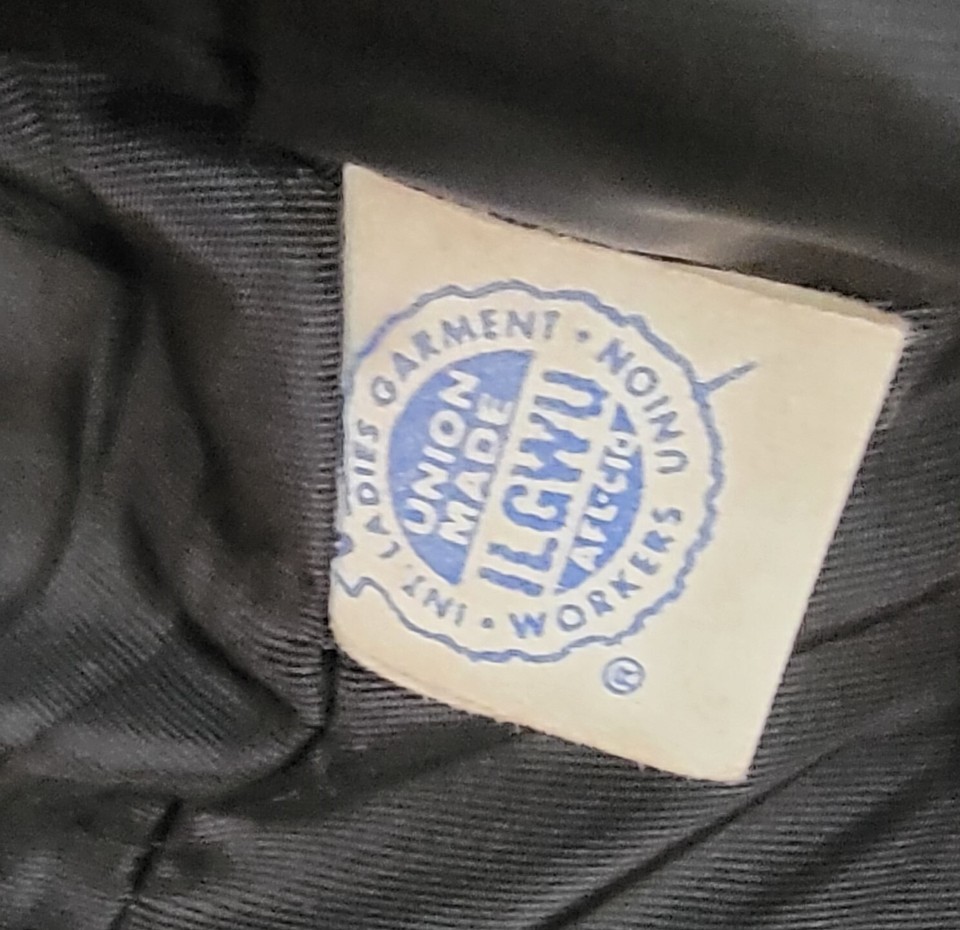 INT'L LADIES GARMENT WORKERS UNION
UNION
MADE
ILGWU
AFL-CIO
®